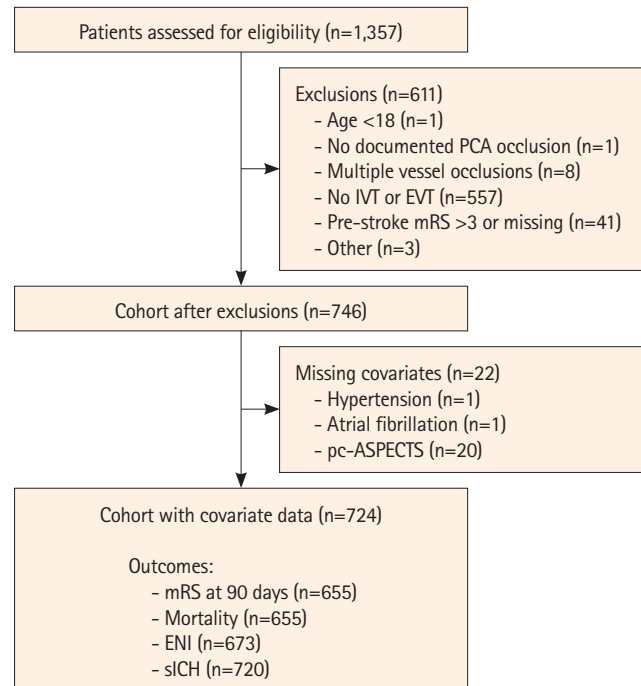 Patients assessed for eligibility (n=1,357)
Exclusions (n=611)
- Age <18 (n=1)
- No documented PCA occlusion (n=1)
- Multiple vessel occlusions (n=8)
- No IVT or EVT (n=557)
- Pre-stroke mRS >3 or missing (n=41)
- Other (n=3)
Cohort after exclusions (n=746)
Missing covariates (n=22)
- Hypertension (n=1)
- Atrial fibrillation (n=1)
- pc-ASPECTS (n=20)
Cohort with covariate data (n=724)
Outcomes:
- mRS at 90 days (n=655)
- Mortality (n=655)
- ENI (n=673)
- sICH (n=720)